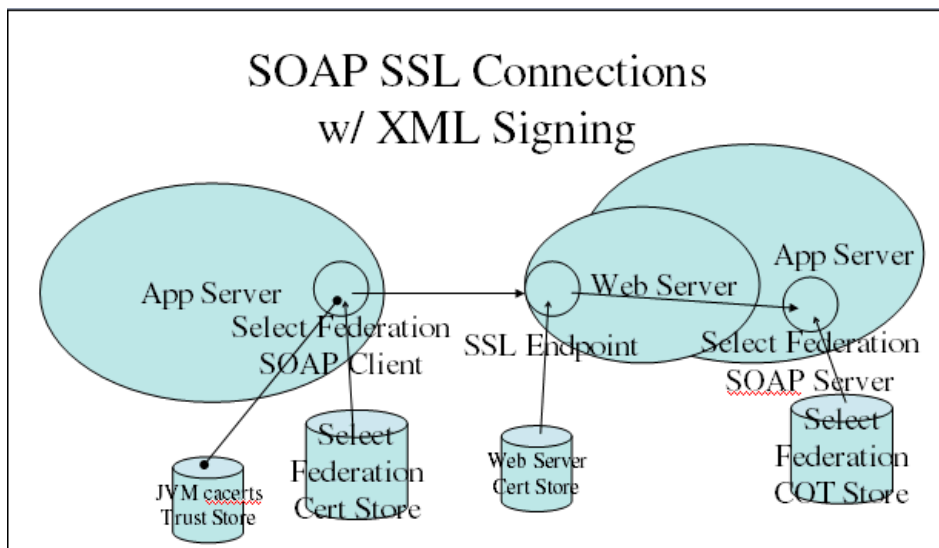 SOAP SSL Connections
w/ XML Signing
App Server
Select Federation
SOAP Client
SSL Endpoint
Web Server
App Server
Select Federation
SOAP Server
JVM cacerts
Trust Store
Select
Federation
Cert Store
Web Server
Cert Store
Select
Federation
COT Store